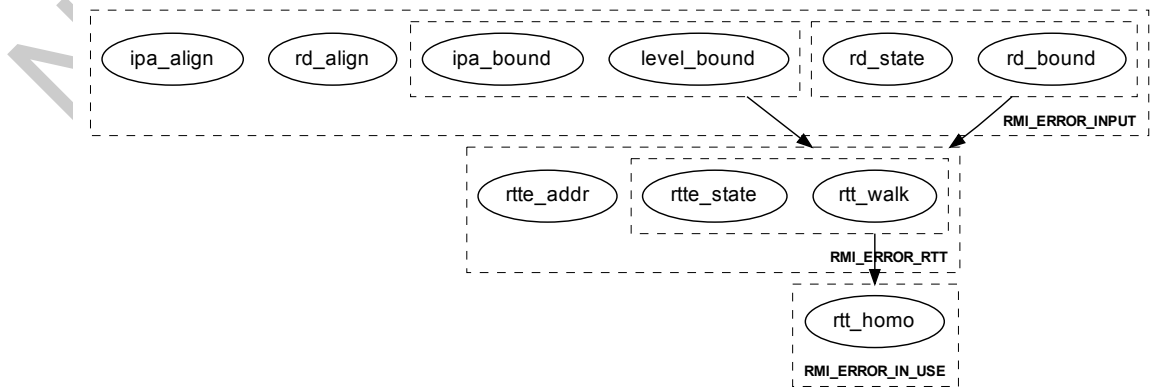 ipa_align rd_align ipa_bound level_bound rd_state rd_bound
RMI_ERROR_INPUT
rtte_addr rtte_state rtt_walk
RMI_ERROR_RTT
rtt_homo
RMI_ERROR_IN_USE